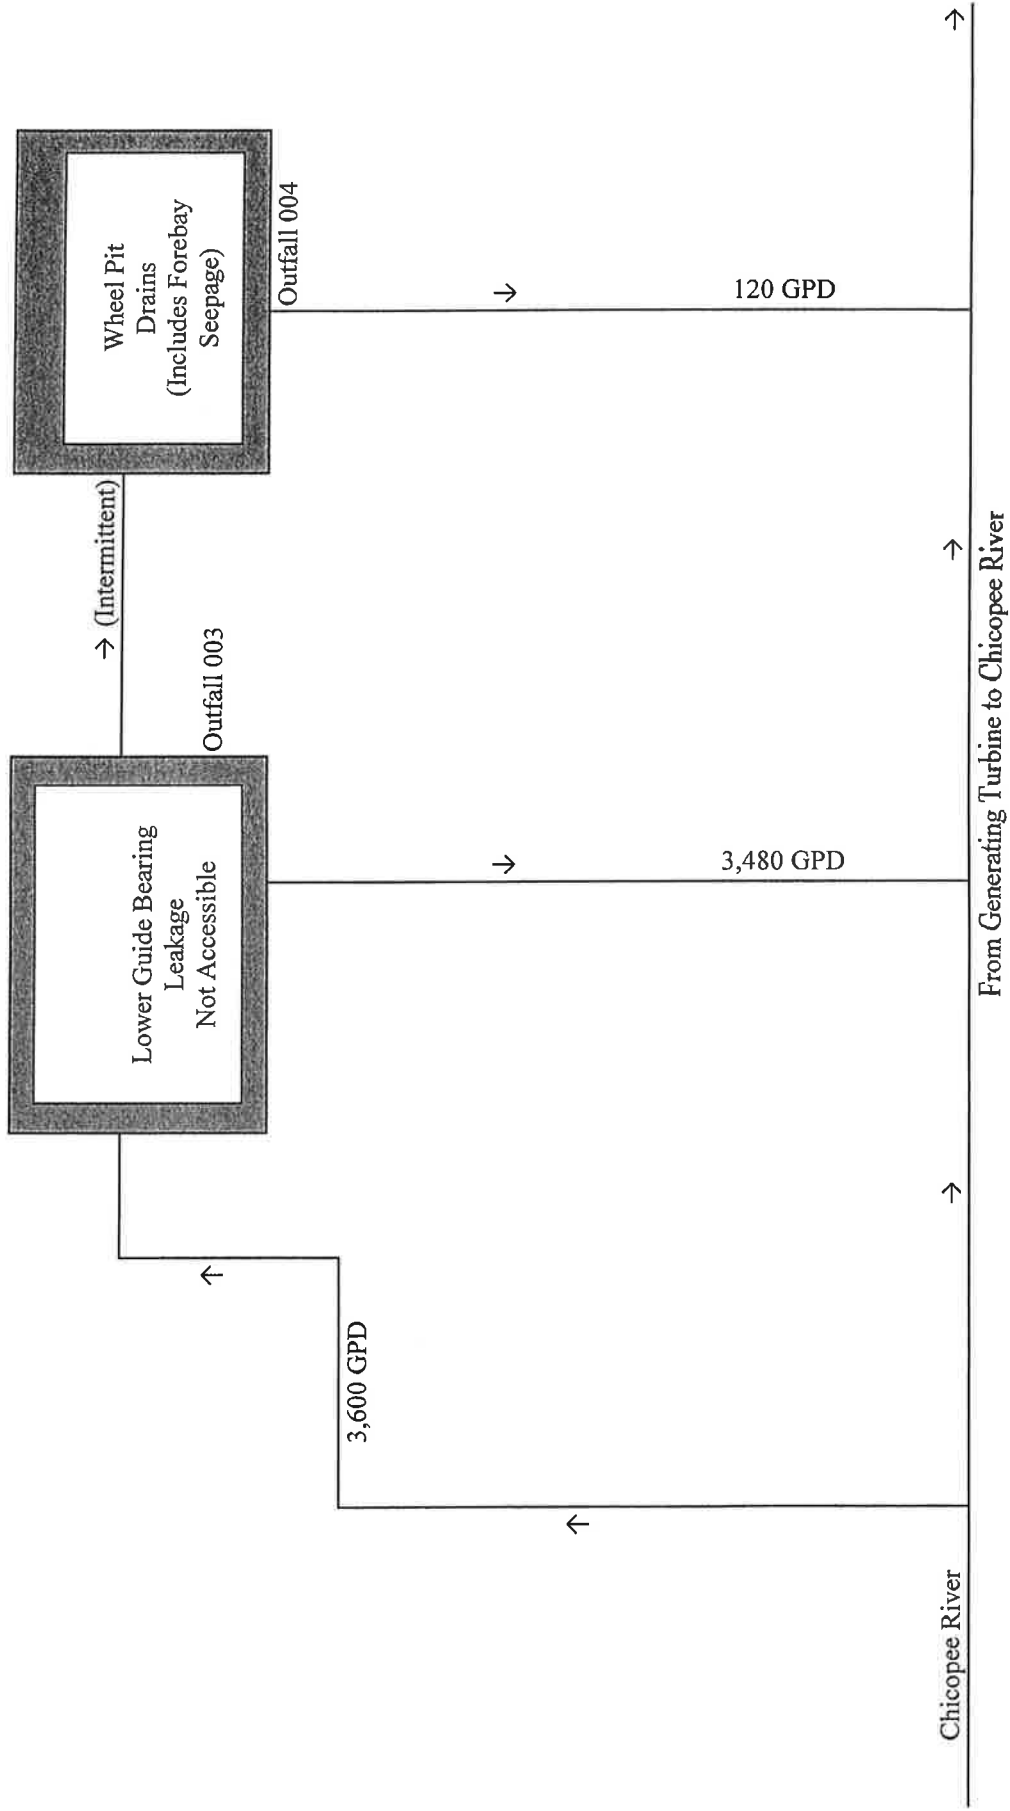 Lower Guide Bearing
Leakage
Not Accessible
Outfall 003
→ (Intermittent)
Wheel Pit
Drains
(Includes Forebay
Seepage)
Outfall 004
3,600 GPD
3,480 GPD
120 GPD
Chicopee River
From Generating Turbine to Chicopee River